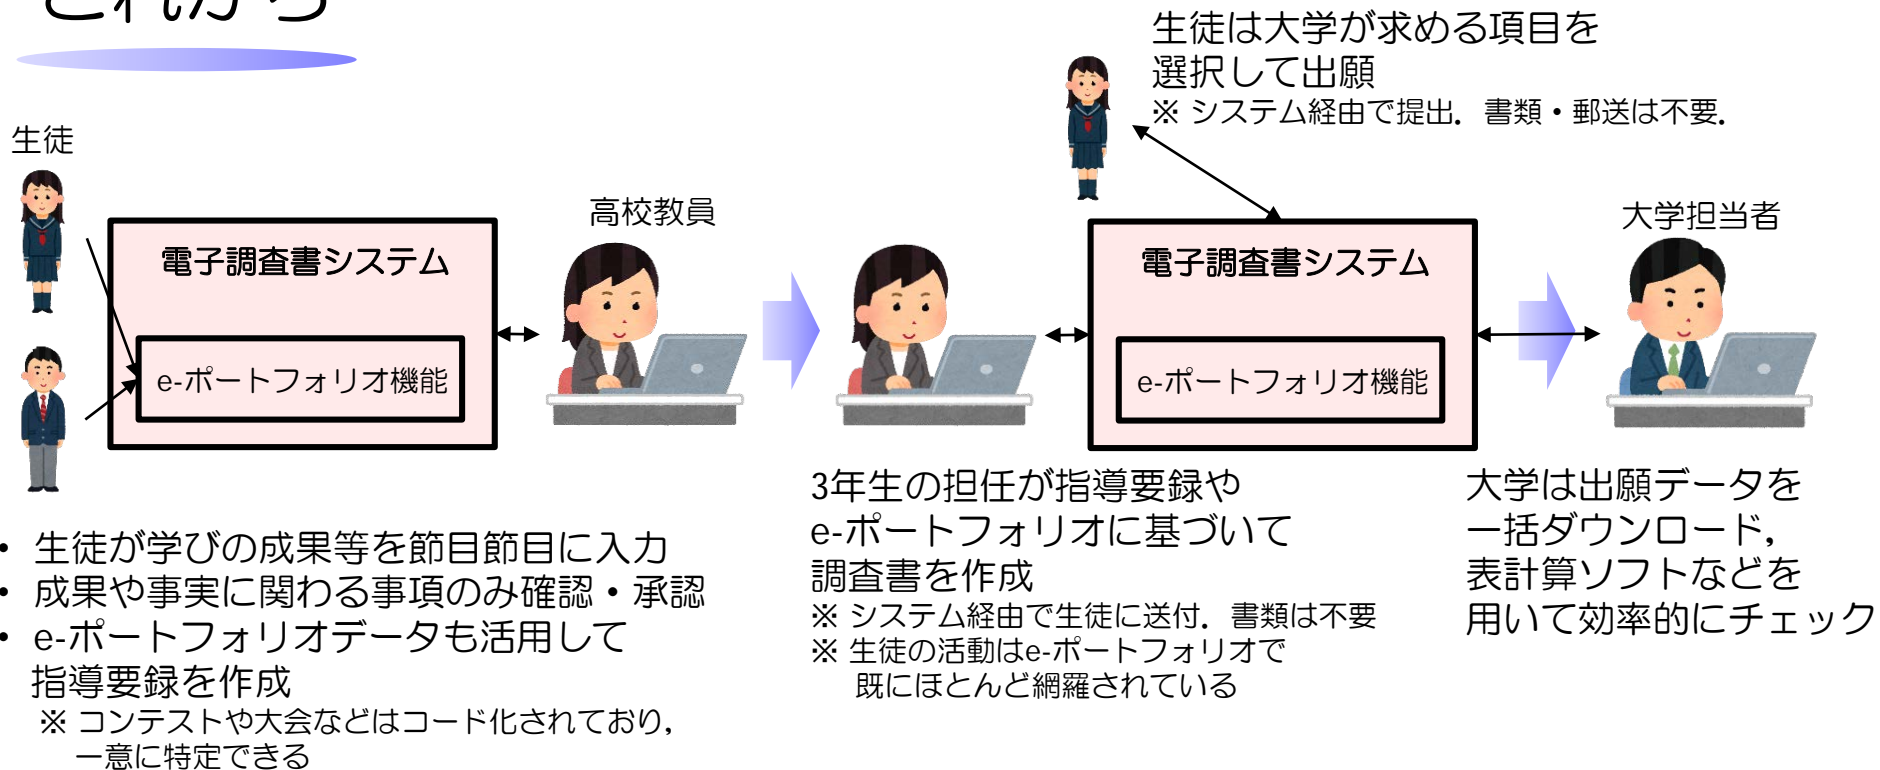 これから
生徒
電子調査書システム
e-ポートフォリオ機能
高校教員
・ 生徒が学びの成果等を節目節目に入力
・ 成果や事実に関わる事項のみ確認・承認
・ e-ポートフォリオデータも活用して
指導要録を作成
※ コンテストや大会などはコード化されており，
一意に特定できる
生徒は大学が求める項目を
選択して出願
※ システム経由で提出．書類・郵送は不要．
電子調査書システム
e-ポートフォリオ機能
3年生の担任が指導要録や
e-ポートフォリオに基づいて
調査書を作成
※ システム経由で生徒に送付．書類は不要
※ 生徒の活動はe-ポートフォリオで
既にほとんど網羅されている
大学担当者
大学は出願データを
一括ダウンロード，
表計算ソフトなどを
用いて効率的にチェック